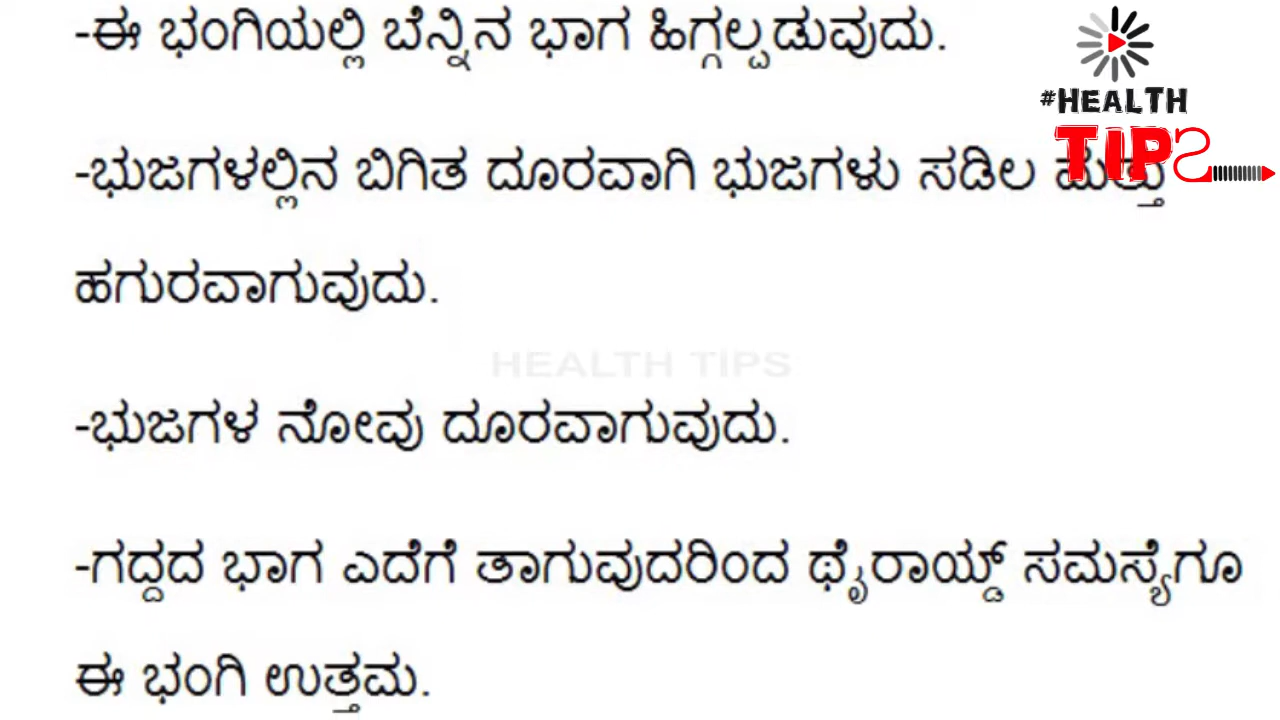 -ಈ ಭಂಗಿಯಲ್ಲಿ ಬೆನ್ನಿನ ಭಾಗ ಹಿಗ್ಗಲ್ಪಡುವುದು.
#HEALTH
TIPS
-ಭುಜಗಳಲ್ಲಿನ ಬಿಗಿತ ದೂರವಾಗಿ ಭುಜಗಳು ಸಡಿಲ ಮತ್ತು
ಹಗುರವಾಗುವುದು.
HEALTH TIPS
-ಭುಜಗಳ ನೋವು ದೂರವಾಗುವುದು.
-ಗದ್ದದ ಭಾಗ ಎದೆಗೆ ತಾಗುವುದರಿಂದ ಥೈರಾಯ್ಡ್ ಸಮಸ್ಯೆಗೂ
ಈ ಭಂಗಿ ಉತ್ತಮ.